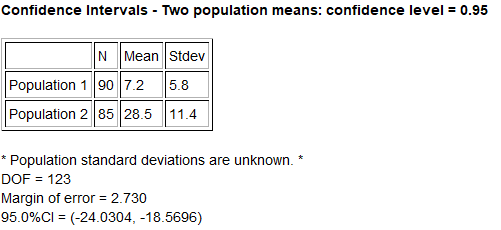 Confidence Intervals - Two population means: confidence level = 0.95
N Mean Stdev
Population 1 90 7.2 5.8
Population 2 85 28.5 11.4
* Population standard deviations are unknown. *
DOF = 123
Margin of error = 2.730
95.0%CI = (-24.0304, -18.5696)